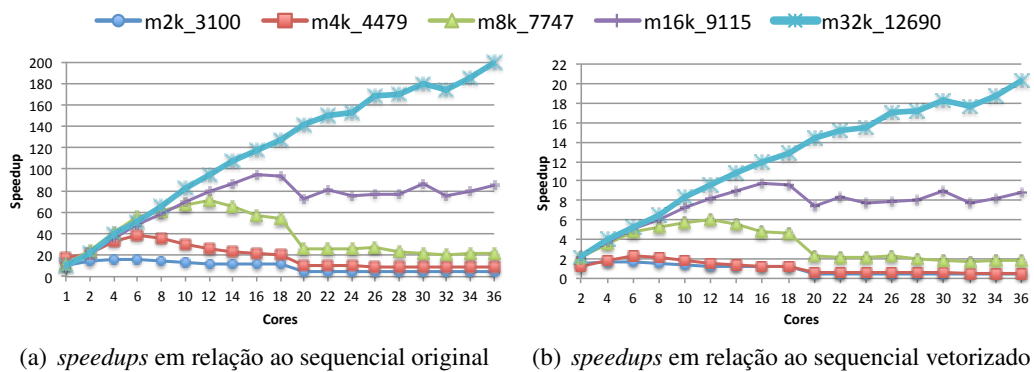 m2k_3100 m4k_4479 m8k_7747 m16k_9115 m32k_12690
Speedup
200
180
160
140
120
100
80
60
40
20
0
1 2 4 6 8 10 12 14 16 18 20 22 24 26 28 30 32 34 36
Cores
(a) speedups em relação ao sequencial original
Speedup
22
20
18
16
14
12
10
8
6
4
2
0
2 4 6 8 10 12 14 16 18 20 22 24 26 28 30 32 34 36
Cores
(b) speedups em relação ao sequencial vetorizado